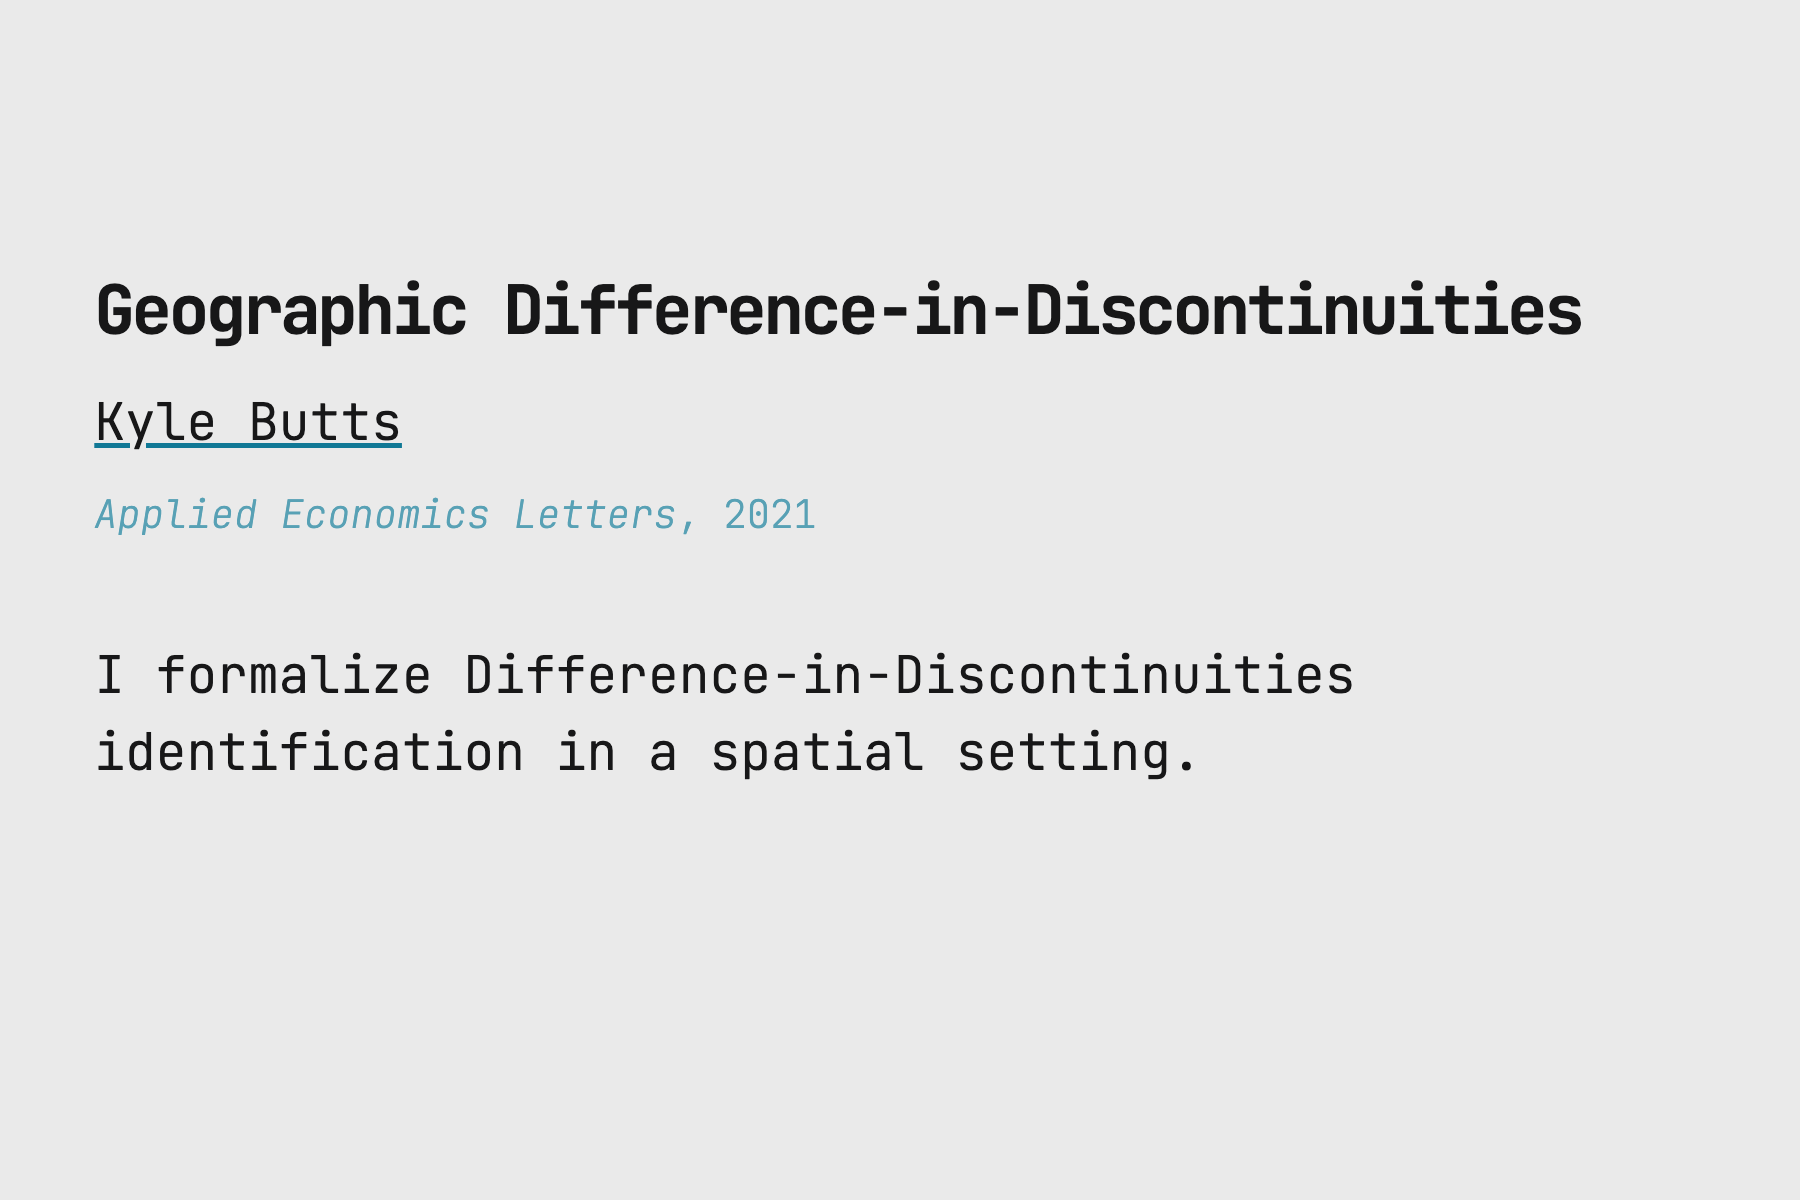 Geographic Difference-in-Discontinuities
Kyle Butts
Applied Economics Letters, 2021
I formalize Difference-in-Discontinuities
identification in a spatial setting.